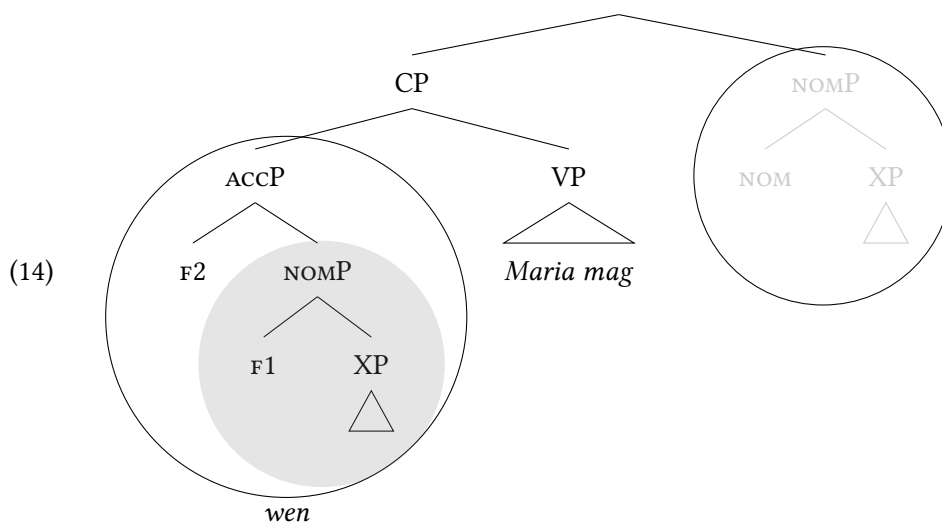 CP
NOMP
ACCP
VP
NOM
XP
(14)
F2
NOMP
Maria mag
F1
XP
wen